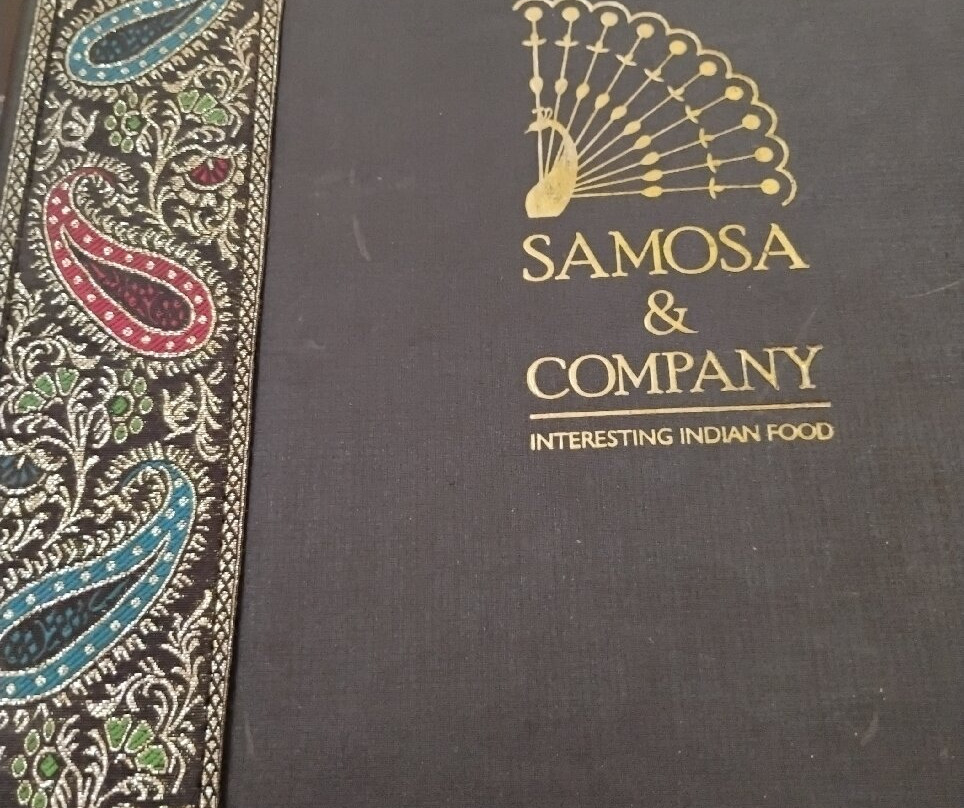 SAMOSA
&
COMPANY
INTERESTING INDIAN FOOD